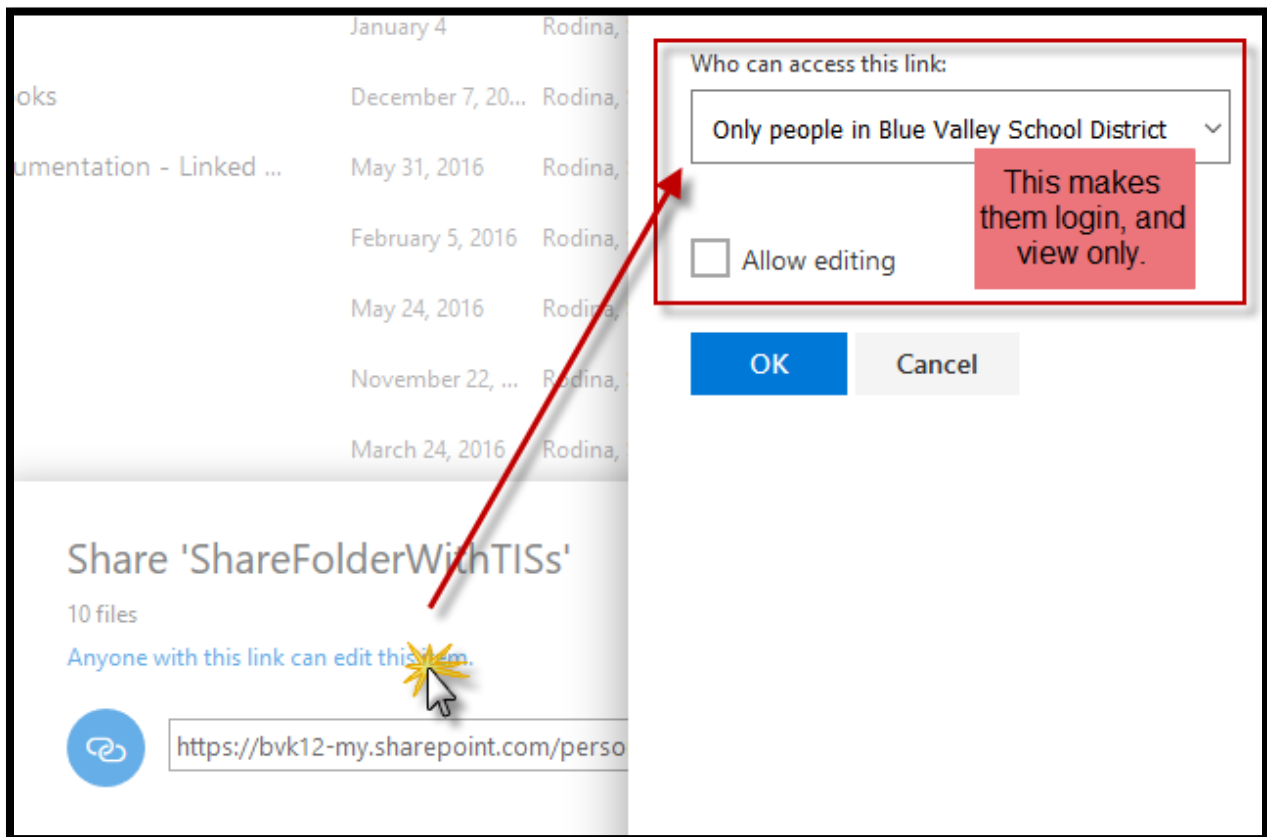 January 4 Rodina,
oks December 7, 20... Rodina,
umentation - Linked ... May 31, 2016 Rodina,
February 5, 2016 Rodina,
May 24, 2016 Rodina,
November 22, ... Rodina,
March 24, 2016 Rodina,
Share 'ShareFolderWithTISs'
10 files
Anyone with this link can edit this item.
https://bvk12-my.sharepoint.com/perso
Who can access this link:
Only people in Blue Valley School District
This makes
them login, and
view only.
Allow editing
OK Cancel